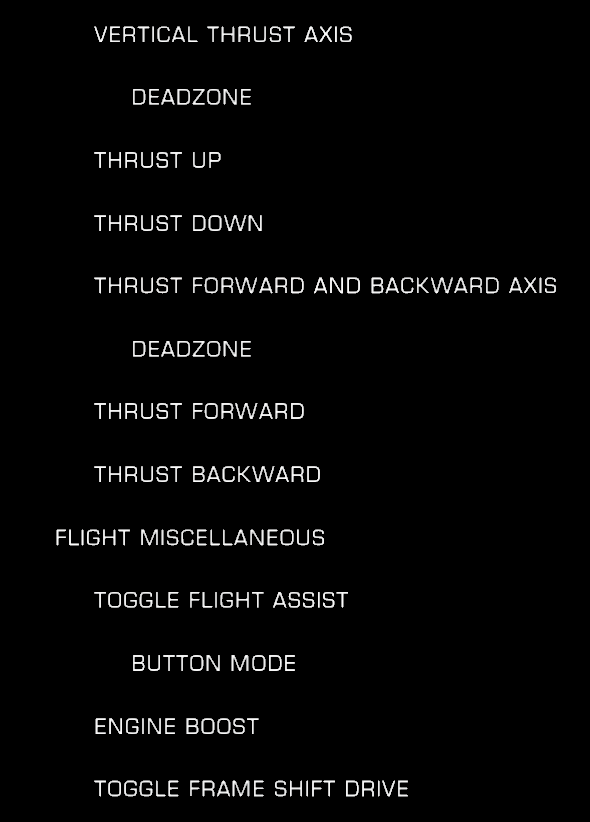 VERTICAL THRUST AXIS
DEADZONE
THRUST UP
THRUST DOWN
THRUST FORWARD AND BACKWARD AXIS
DEADZONE
THRUST FORWARD
THRUST BACKWARD
FLIGHT MISCELLANEOUS
TOGGLE FLIGHT ASSIST
BUTTON MODE
ENGINE BOOST
TOGGLE FRAME SHIFT DRIVE